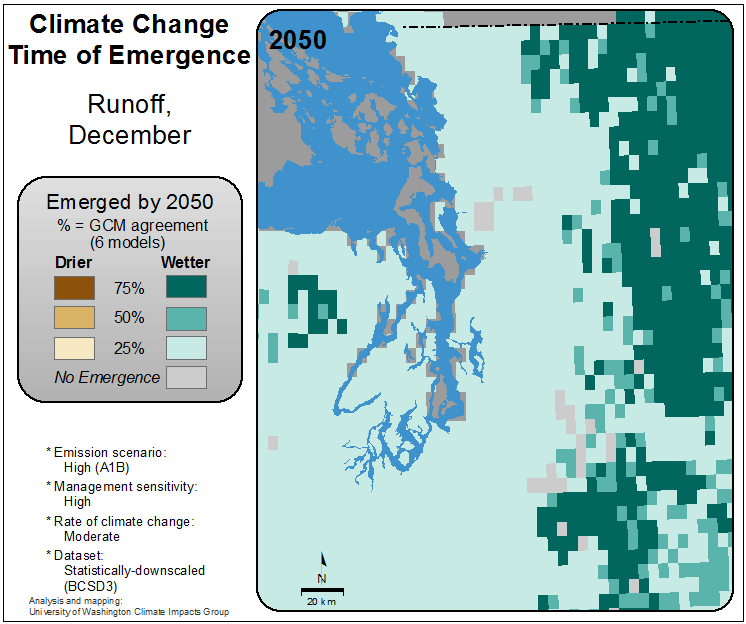 Climate Change
Time of Emergence
Runoff,
December
Emerged by 2050
% = GCM agreement
(6 models)
Drier
Wetter
75%
50%
25%
No Emergence
* Emission scenario:
High (A1B)
* Management sensitivity:
High
* Rate of climate change:
Moderate
* Dataset:
Statistically-downscaled
(BCSD3)
Analysis and mapping:
University of Washington Climate Impacts Group
2050
N
20 km